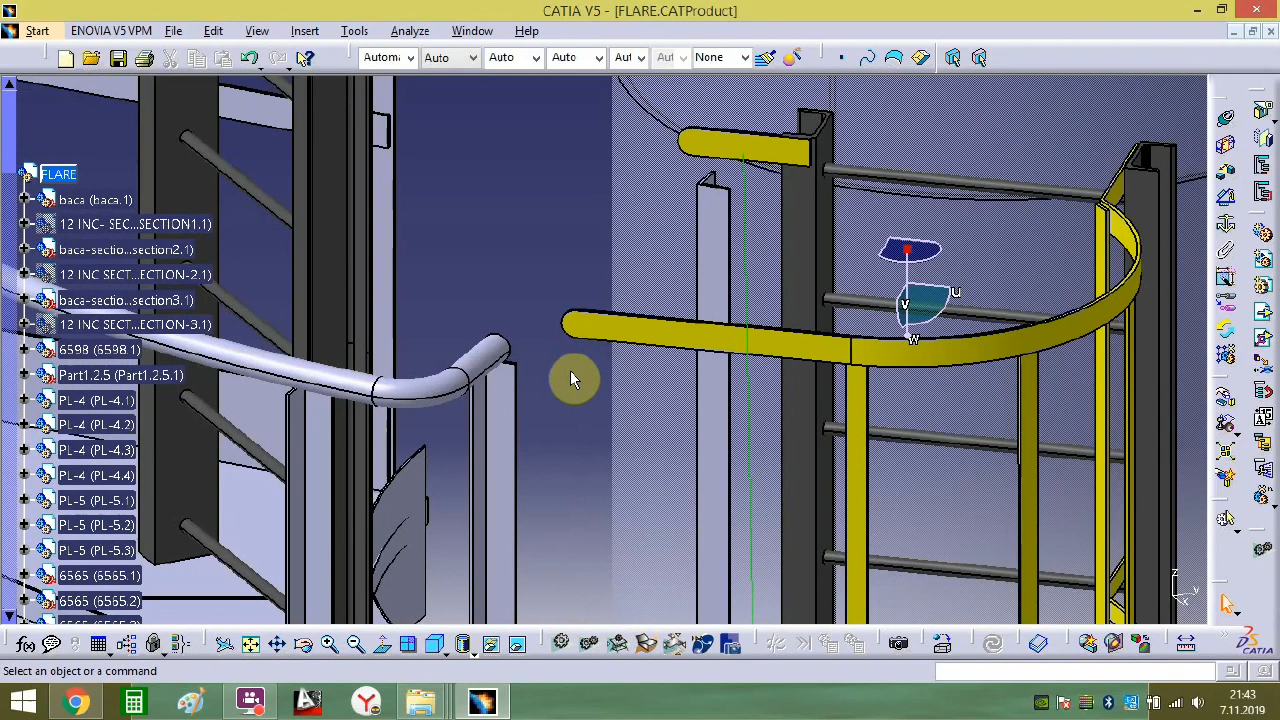 CATIA V5 - [FLARE.CATProduct]
Start ENOVIA V5 VPM File Edit View Insert Tools Analyze Window Help
Automa Auto Auto Auto Aut Aut None
FLARE
baca (baca.1)
12 INC- SEC...SECTION1.1)
baca-sectio...section2.1)
12 INC SECT...ECTION-2.1)
baca-sectio...section3.1)
12 INC SECT...ECTION-3.1)
6598 (6598.1)
Part1.2.5 (Part1.2.5.1)
PL-4 (PL-4.1)
PL-4 (PL-4.2)
PL-4 (PL-4.3)
PL-4 (PL-4.4)
PL-5 (PL-5.1)
PL-5 (PL-5.2)
PL-5 (PL-5.3)
6565 (6565.1)
6565 (6565.2)
u
v
w
z
y
x
f(x)
CATIA
Select an object or a command
21:43
7.11.2019